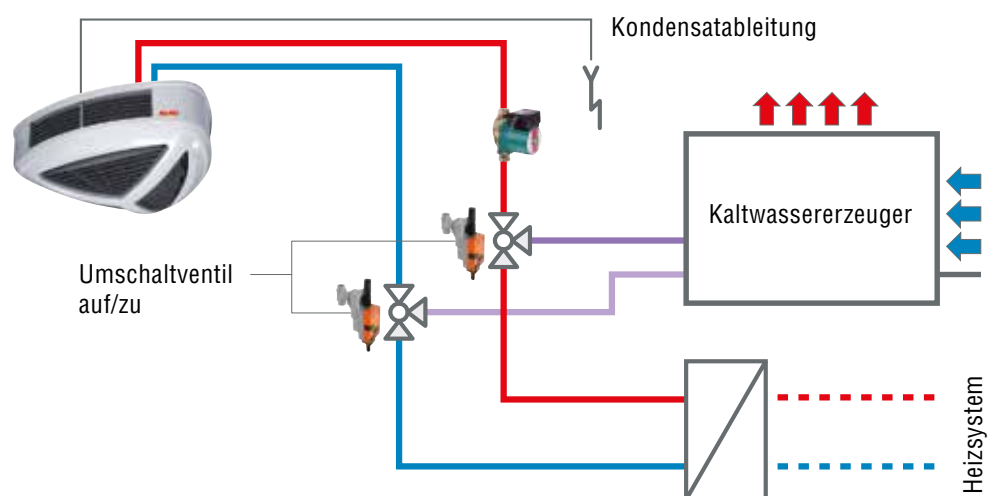 Kondensatableitung
Kaltwassererzeuger
Umschaltventil
auf/zu
Heizsystem